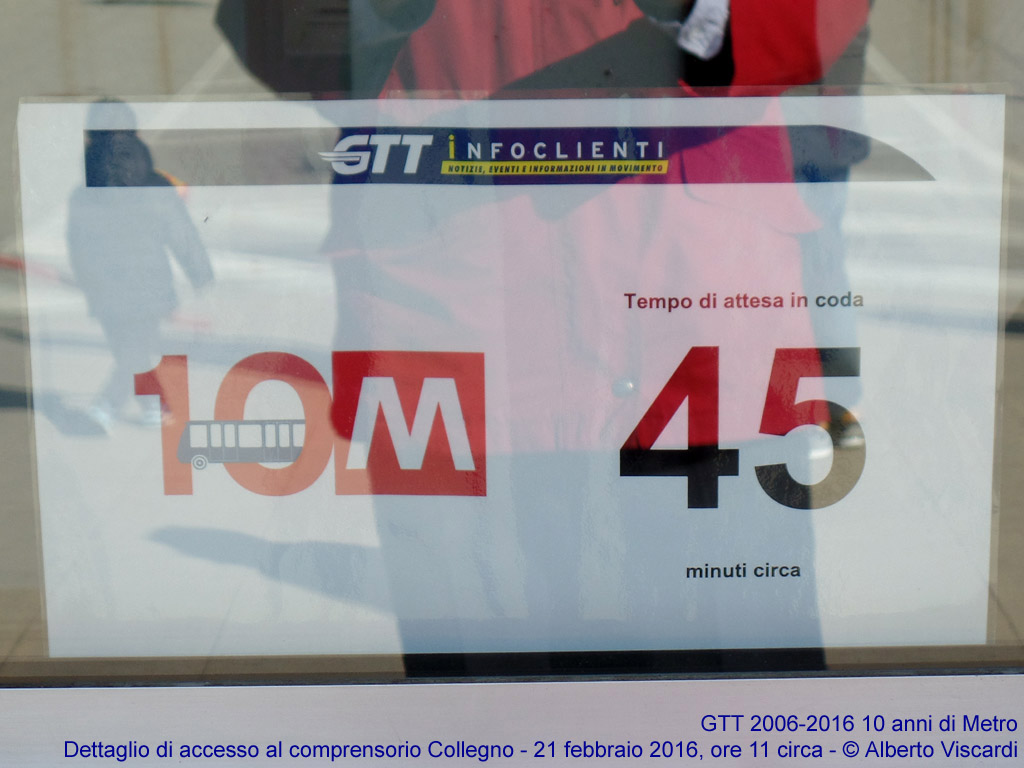 GTT INFOCLIENTI
NOTIZIE, EVENTI E INFORMAZIONI IN MOVIMENTO
Tempo di attesa in coda
10 M
45
minuti circa
GTT 2006-2016 10 anni di Metro
Dettaglio di accesso al comprensorio Collegno - 21 febbraio 2016, ore 11 circa - © Alberto Viscardi